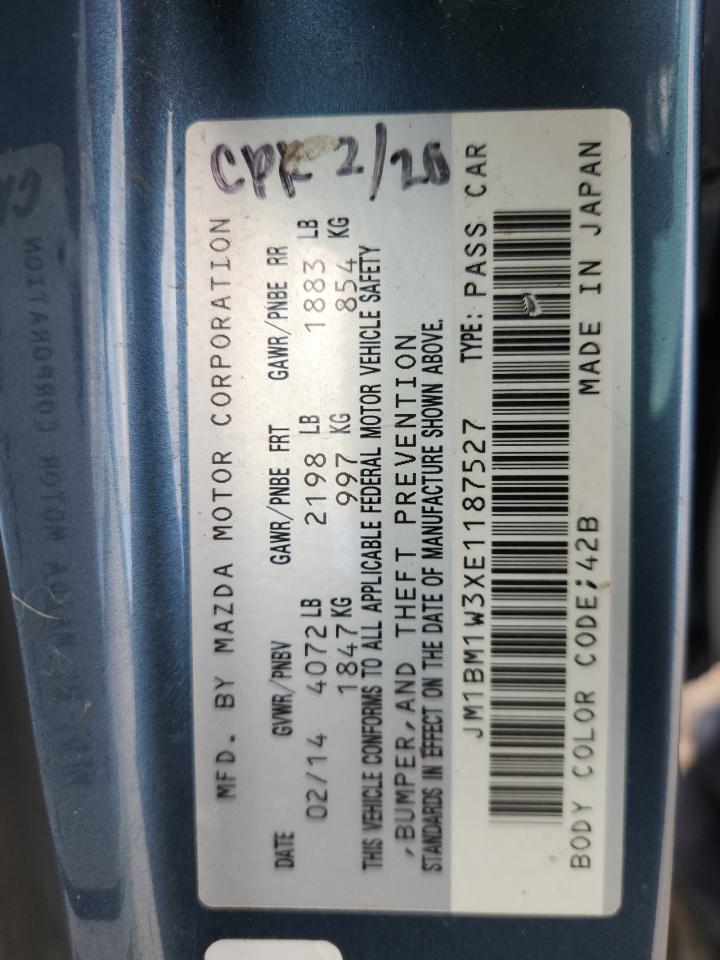 CPK 2/20
MFD. BY MAZDA MOTOR CORPORATION
DATE GVWR/PNBV GAWR/PNBE FRT GAWR/PNBE RR
02/14 4072 LB 2198 LB 1883 LB
1847 KG 997 KG 854 KG
THIS VEHICLE CONFORMS TO ALL APPLICABLE FEDERAL MOTOR VEHICLE SAFETY
,BUMPER,AND THEFT PREVENTION
STANDARDS IN EFFECT ON THE DATE OF MANUFACTURE SHOWN ABOVE.
JM1BM1W3XE1187527 TYPE: PASS CAR
BODY COLOR CODE;42B MADE IN JAPAN